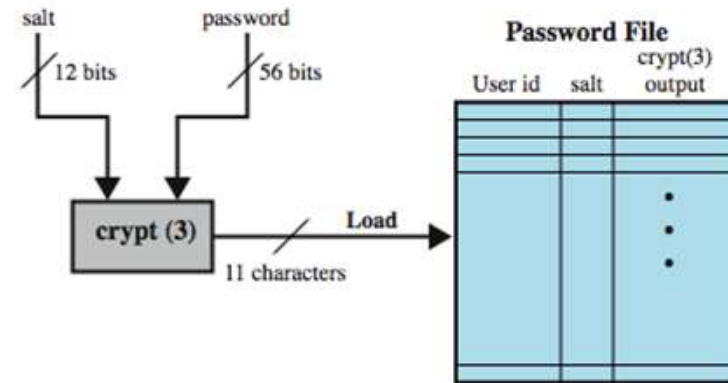 salt
password
12 bits
56 bits
crypt (3)
Load
11 characters
Password File
User id
salt
crypt(3)
output